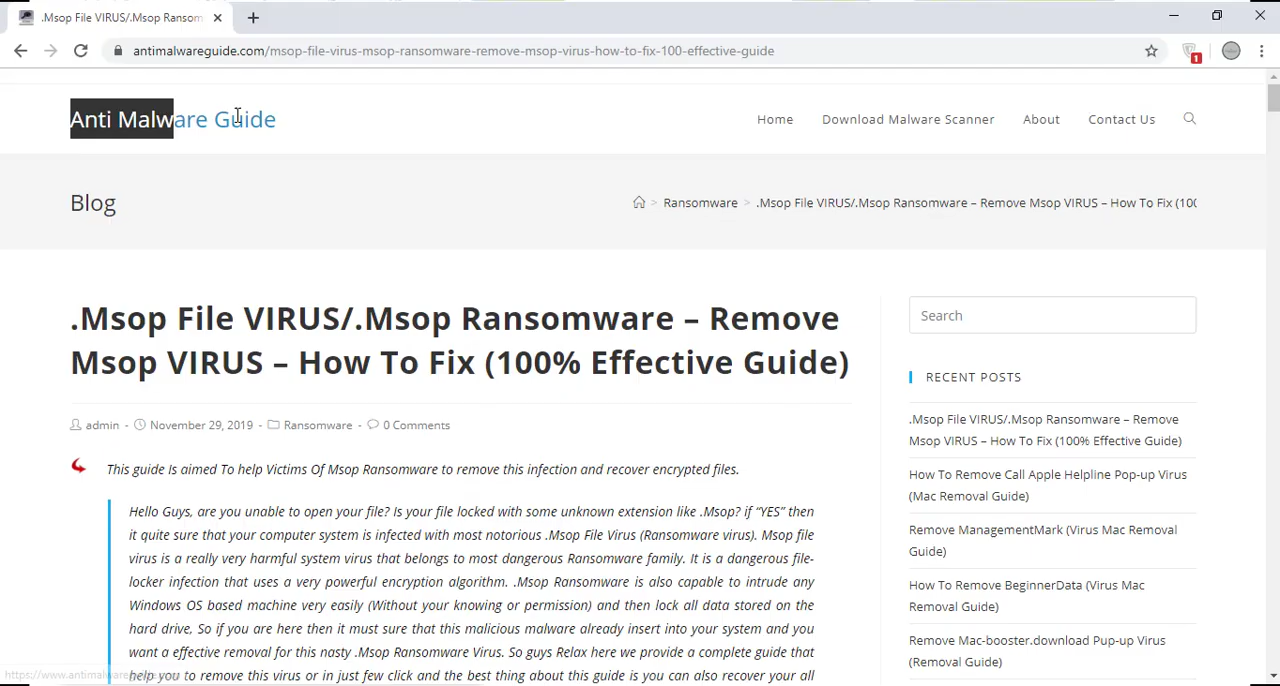 .Msop File VIRUS/.Msop Ransom
antimalwareguide.com/msop-file-virus-msop-ransomware-remove-msop-virus-how-to-fix-100-effective-guide
1
Anti Malware Guide
Home
Download Malware Scanner
About
Contact Us
Blog
> Ransomware > .Msop File VIRUS/.Msop Ransomware – Remove Msop VIRUS – How To Fix (100
.Msop File VIRUS/.Msop Ransomware – Remove
Msop VIRUS – How To Fix (100% Effective Guide)
admin - November 29, 2019 - Ransomware - 0 Comments
This guide Is aimed To help Victims Of Msop Ransomware to remove this infection and recover encrypted files.
Hello Guys, are you unable to open your file? Is your file locked with some unknown extension like .Msop? if “YES” then
it quite sure that your computer system is infected with most notorious .Msop File Virus (Ransomware virus). Msop file
virus is a really very harmful system virus that belongs to most dangerous Ransomware family. It is a dangerous file-
locker infection that uses a very powerful encryption algorithm. .Msop Ransomware is also capable to intrude any
Windows OS based machine very easily (Without your knowing or permission) and then lock all data stored on the
hard drive, So if you are here then it must sure that this malicious malware already insert into your system and you
want a effective removal for this nasty .Msop Ransomware Virus. So guys Relax here we provide a complete guide that
help you to remove this virus or in just few click and the best thing about this guide is you can also recover your all
Search
RECENT POSTS
.Msop File VIRUS/.Msop Ransomware – Remove
Msop VIRUS – How To Fix (100% Effective Guide)
How To Remove Call Apple Helpline Pop-up Virus
(Mac Removal Guide)
Remove ManagementMark (Virus Mac Removal
Guide)
How To Remove BeginnerData (Virus Mac
Removal Guide)
Remove Mac-booster.download Pup-up Virus
(Removal Guide)